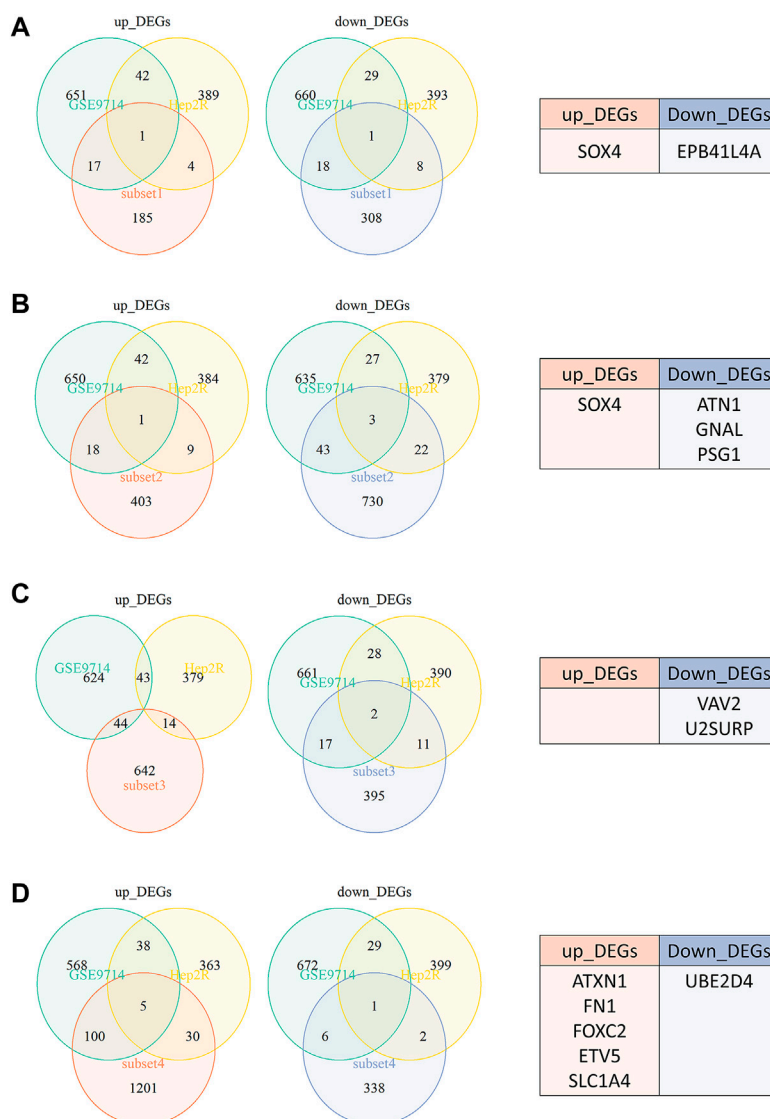 A
up_DEGs
down_DEGs
42
651
389
GSE9714
Hep2R
1
17
4
subset1
185
29
660
393
GSE9714
Hep2R
1
18
8
subset1
308
up_DEGs Down_DEGs
SOX4 EPB41L4A
B
up_DEGs
down_DEGs
42
650
384
GSE9714
Hep2R
1
18
9
subset2
403
27
635
379
GSE9714
Hep2R
3
43
22
subset2
730
up_DEGs Down_DEGs
SOX4 ATN1
GNAL
PSG1
C
up_DEGs
down_DEGs
GSE9714
Hep2R
624
43
379
44
14
642
subset3
28
661
390
GSE9714
Hep2R
2
17
11
subset3
395
up_DEGs Down_DEGs
VAV2
U2SURP
D
up_DEGs
down_DEGs
38
568
363
GSE9714
Hep2R
5
100
30
subset4
1201
29
672
399
GSE9714
Hep2R
1
6
2
subset4
338
up_DEGs Down_DEGs
ATXN1 UBE2D4
FN1
FOXC2
ETV5
SLC1A4